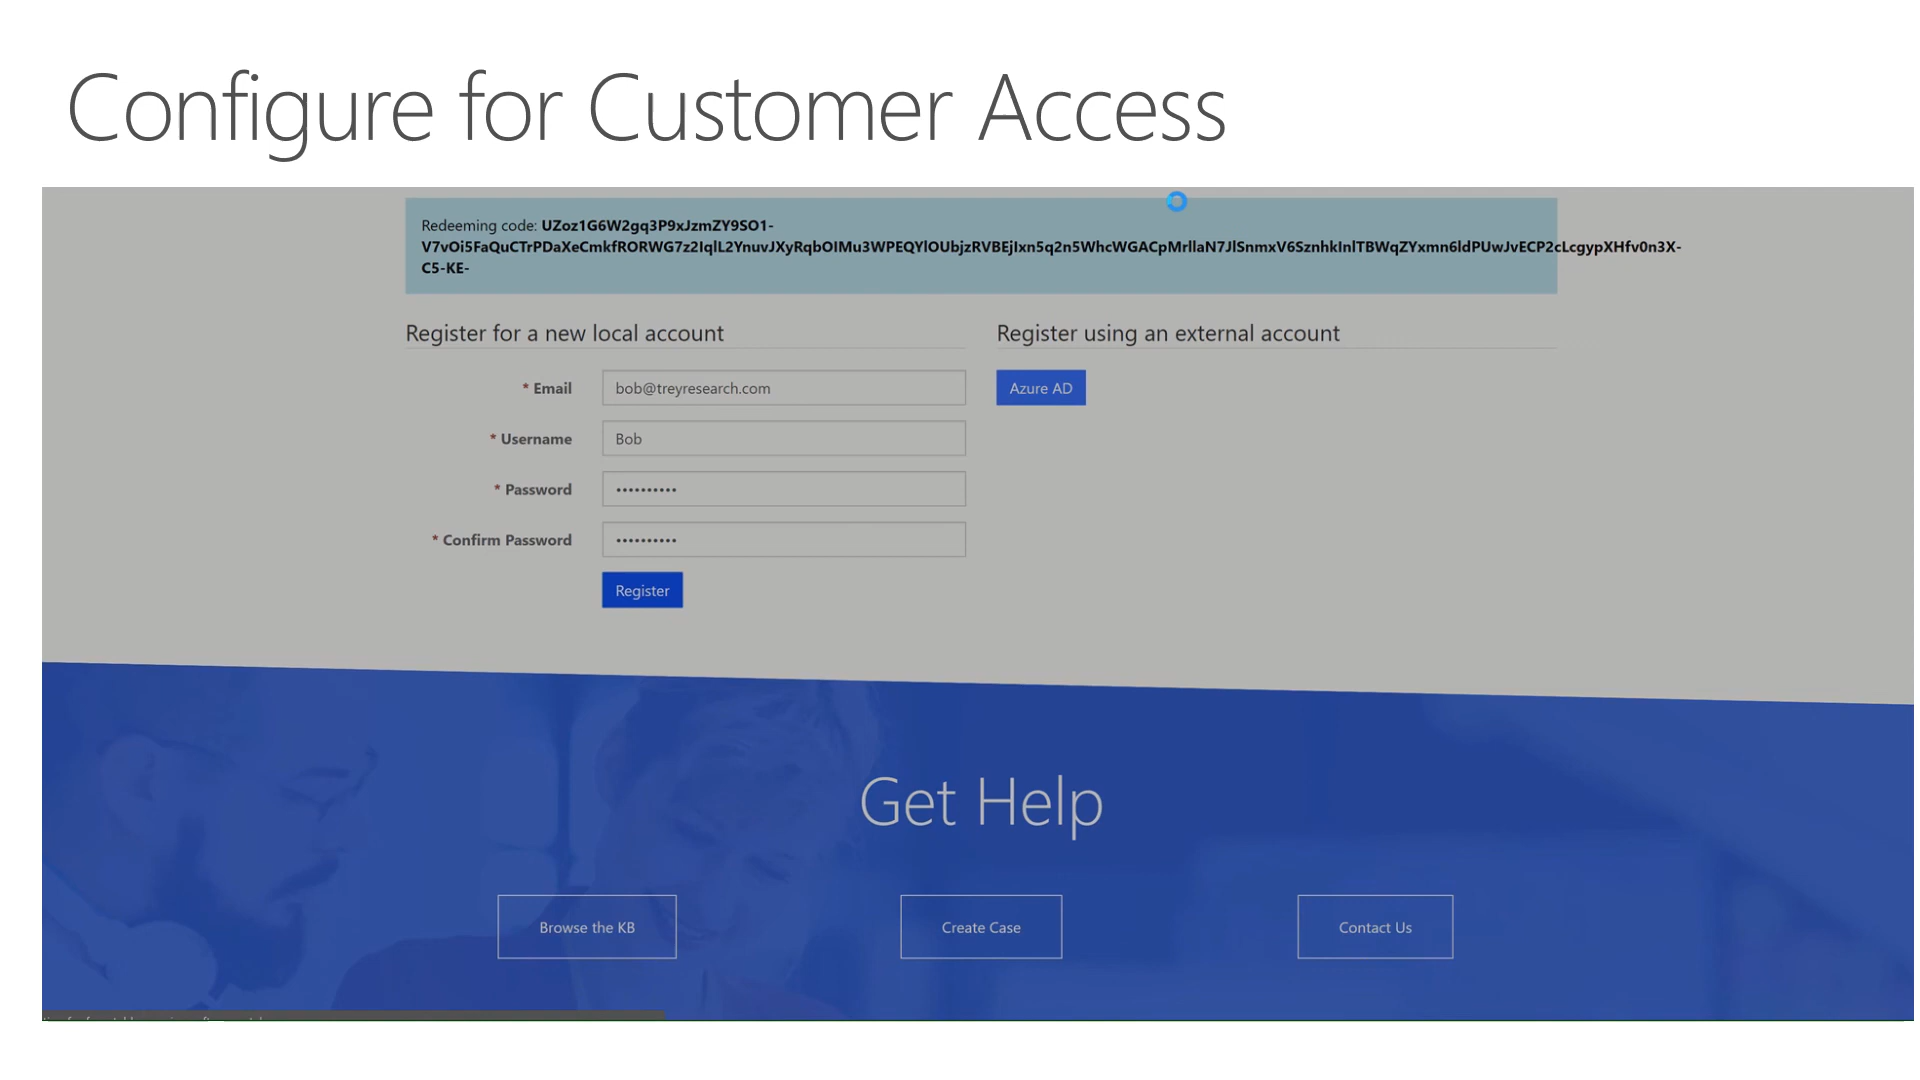 Configure for Customer Access
Redeeming code: UZoz1G6W2gq3P9xJzmZY9SO1-
V7vOi5FaQuCTrPDaXeCmkfRORWG7z2IqlL2YnuvJXyRqbOIMu3WPEQYlOUbjzRVBEjIxn5q2n5WhcWGACpMrllaN7JlSnmxV6SznhkInlTBWqZYxmn6ldPUwJvECP2cLcgypXHfv0n3X-
C5-KE-
Register for a new local account
Register using an external account
* Email
bob@treyresearch.com
Azure AD
* Username
Bob
* Password
••••••••••
* Confirm Password
••••••••••
Register
Get Help
Browse the KB
Create Case
Contact Us